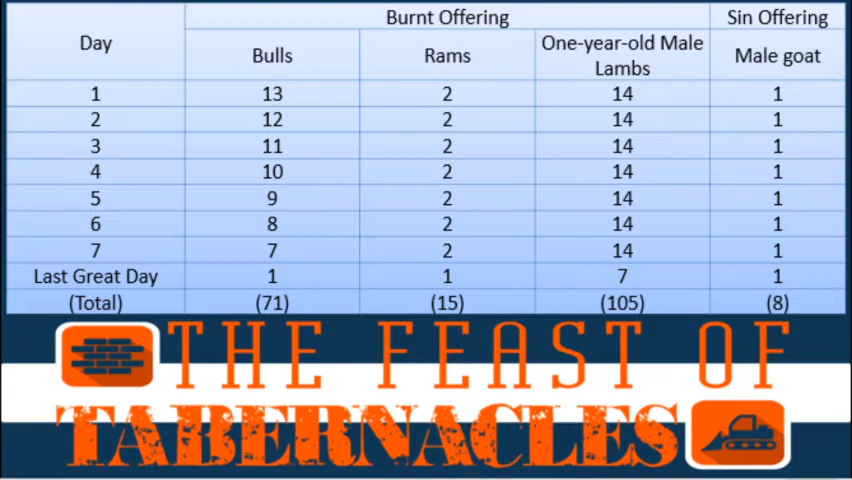 Day Burnt Offering Sin Offering
Bulls Rams One-year-old Male Lambs Male goat
1 13 2 14 1
2 12 2 14 1
3 11 2 14 1
4 10 2 14 1
5 9 2 14 1
6 8 2 14 1
7 7 2 14 1
Last Great Day 1 1 7 1
(Total) (71) (15) (105) (8)
THE FEAST OF
TABERNACLES